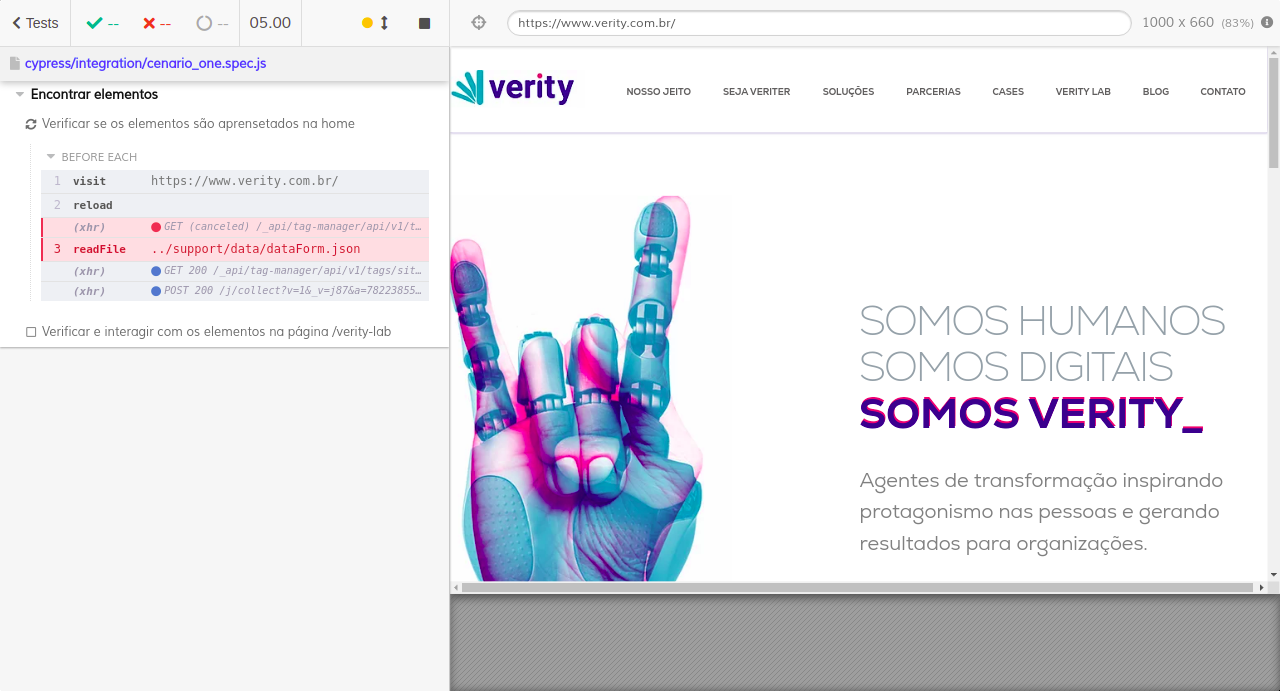 Tests
--
--
--
05.00
https://www.verity.com.br/
1000 x 660 (83%)
cypress/integration/cenario_one.spec.js
Encontrar elementos
Verificar se os elementos são aprensetados na home
BEFORE EACH
1 visit https://www.verity.com.br/
2 reload
(xhr) GET (canceled) /_api/tag-manager/api/v1/t…
3 readFile ../support/data/dataForm.json
(xhr) GET 200 /_api/tag-manager/api/v1/tags/sit…
(xhr) POST 200 /j/collect?v=1&_v=j87&a=78223855…
Verificar e interagir com os elementos na página /verity-lab
verity
NOSSO JEITO
SEJA VERITER
SOLUÇÕES
PARCERIAS
CASES
VERITY LAB
BLOG
CONTATO
SOMOS HUMANOS
SOMOS DIGITAIS
SOMOS VERITY_
Agentes de transformação inspirando
protagonismo nas pessoas e gerando
resultados para organizações.